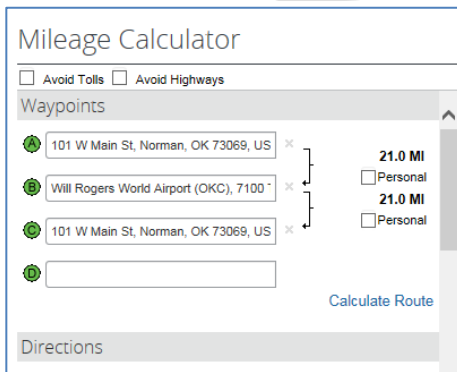 Mileage Calculator
Avoid Tolls Avoid Highways
Waypoints
A 101 W Main St, Norman, OK 73069, US
21.0 MI
Personal
B Will Rogers World Airport (OKC), 7100
21.0 MI
Personal
C 101 W Main St, Norman, OK 73069, US
D
Calculate Route
Directions